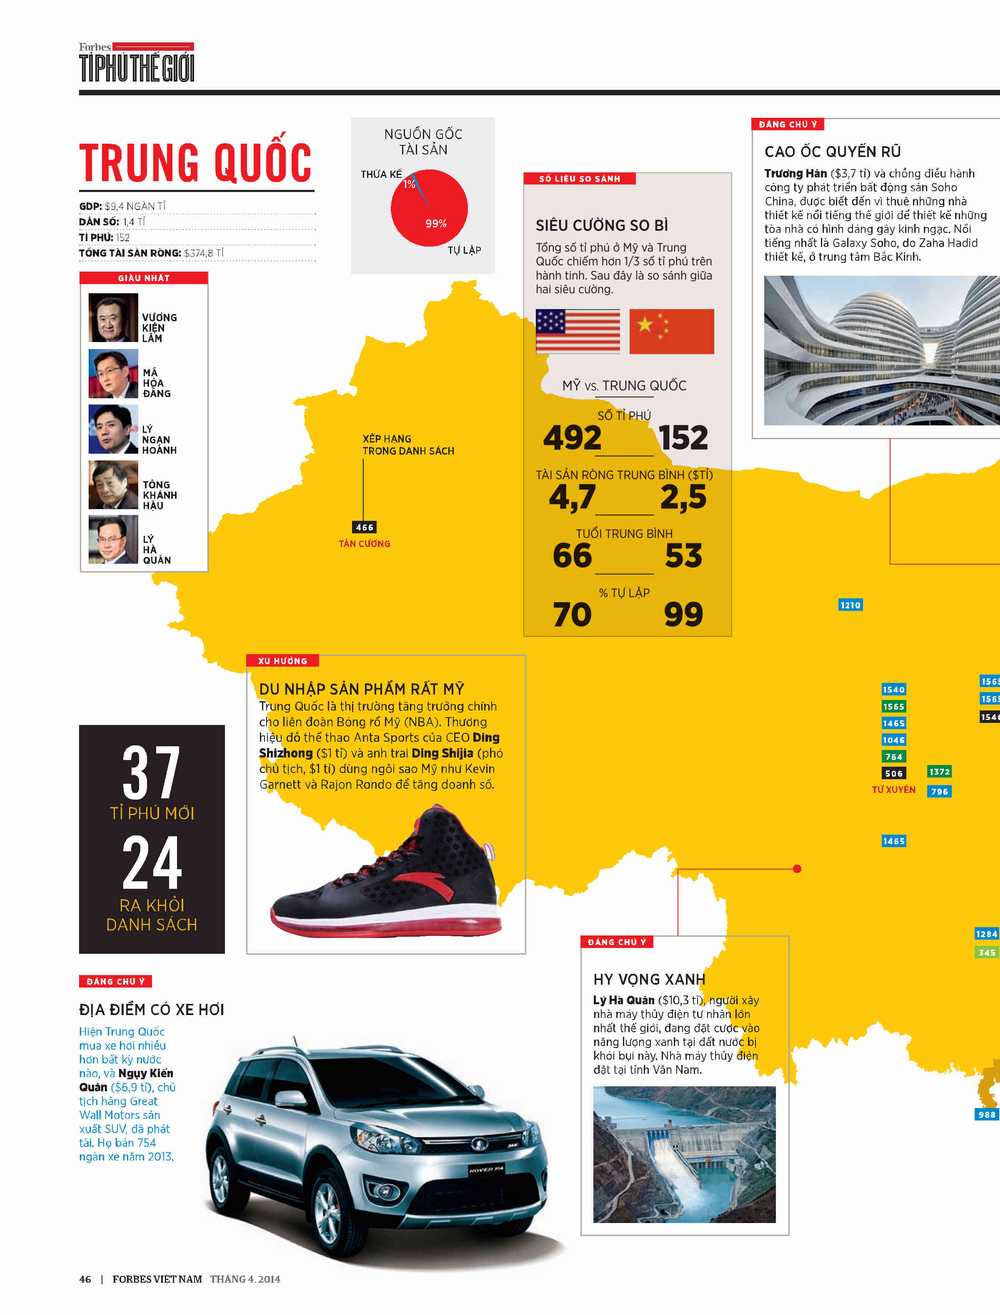 Forbes
TỈ PHÚ THẾ GIỚI
TRUNG QUỐC
GDP: $9,4 NGÀN TỈ
DÂN SỐ: 1,4 TỈ
TỈ PHÚ: 152
TỔNG TÀI SẢN RÒNG: $374,8 TỈ
GIÀU NHẤT
VƯƠNG
KIỆN
LÂM
MÃ
HÓA
ĐẰNG
LÝ
NGẠN
HOÀNH
TÔNG
KHÁNH
HẬU
LÝ
HÀ
QUÂN
NGUỒN GỐC
TÀI SẢN
THỪA KẾ
1%
99%
TỰ LẬP
XẾP HẠNG
TRONG DANH SÁCH
466
TÂN CƯƠNG
SỐ LIỆU SO SÁNH
SIÊU CƯỜNG SO BÌ
Tổng số tỉ phú ở Mỹ và Trung
Quốc chiếm hơn 1/3 số tỉ phú trên
hành tinh. Sau đây là so sánh giữa
hai siêu cường.
MỸ vs. TRUNG QUỐC
SỐ TỈ PHÚ
492 152
TÀI SẢN RÒNG TRUNG BÌNH ($TỈ)
4,7 2,5
TUỔI TRUNG BÌNH
66 53
% TỰ LẬP
70 99
ĐÁNG CHÚ Ý
CAO ỐC QUYẾN RŨ
Trương Hân ($3,7 tỉ) và chồng điều hành
công ty phát triển bất động sản Soho
China, được biết đến vì thuê những nhà
thiết kế nổi tiếng thế giới để thiết kế những
tòa nhà có hình dáng gây kinh ngạc. Nổi
tiếng nhất là Galaxy Soho, do Zaha Hadid
thiết kế, ở trung tâm Bắc Kinh.
1210
1540
1565
1465
1046
764
506
TỨ XUYÊN
1372
796
1465
1284
345
988
XU HƯỚNG
DU NHẬP SẢN PHẨM RẤT MỸ
Trung Quốc là thị trường tăng trưởng chính
cho liên đoàn Bóng rổ Mỹ (NBA). Thương
hiệu đồ thể thao Anta Sports của CEO Ding
Shizhong ($1 tỉ) và anh trai Ding Shijia (phó
chủ tịch, $1 tỉ) dùng ngôi sao Mỹ như Kevin
Garnett và Rajon Rondo để tăng doanh số.
37
TỈ PHÚ MỚI
24
RA KHỎI
DANH SÁCH
ĐÁNG CHÚ Ý
ĐỊA ĐIỂM CÓ XE HƠI
Hiện Trung Quốc
mua xe hơi nhiều
hơn bất kỳ nước
nào, và Ngụy Kiến
Quân ($6,9 tỉ), chủ
tịch hãng Great
Wall Motors sản
xuất SUV, đã phát
tài. Họ bán 754
ngàn xe năm 2013.
ĐÁNG CHÚ Ý
HY VỌNG XANH
Lý Hà Quân ($10,3 tỉ), người xây
nhà máy thủy điện tư nhân lớn
nhất thế giới, đang đặt cược vào
năng lượng xanh tại đất nước bị
khói bụi này. Nhà máy thủy điện
đặt tại tỉnh Vân Nam.
46 | FORBES VIỆT NAM THÁNG 4. 2014